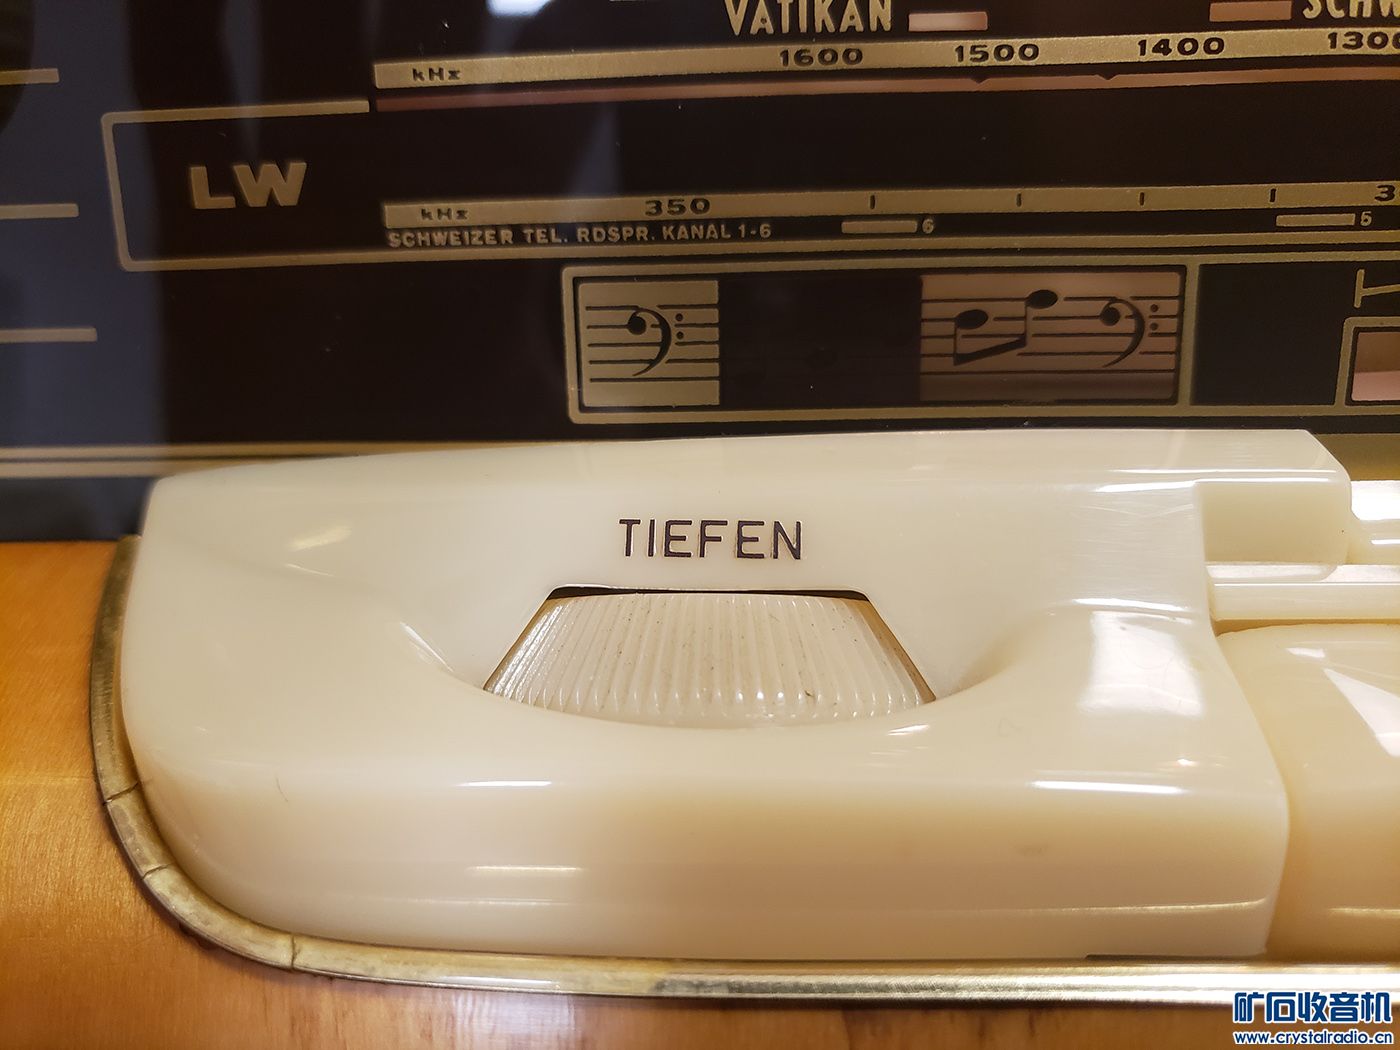 VATIKAN
kHz 1600 1500 1400 1300
LW
kHz 350
SCHWEIZER TEL. RDSPR. KANAL 1-6 6 5
TIEFEN
矿石收音机
www.crystalradio.cn